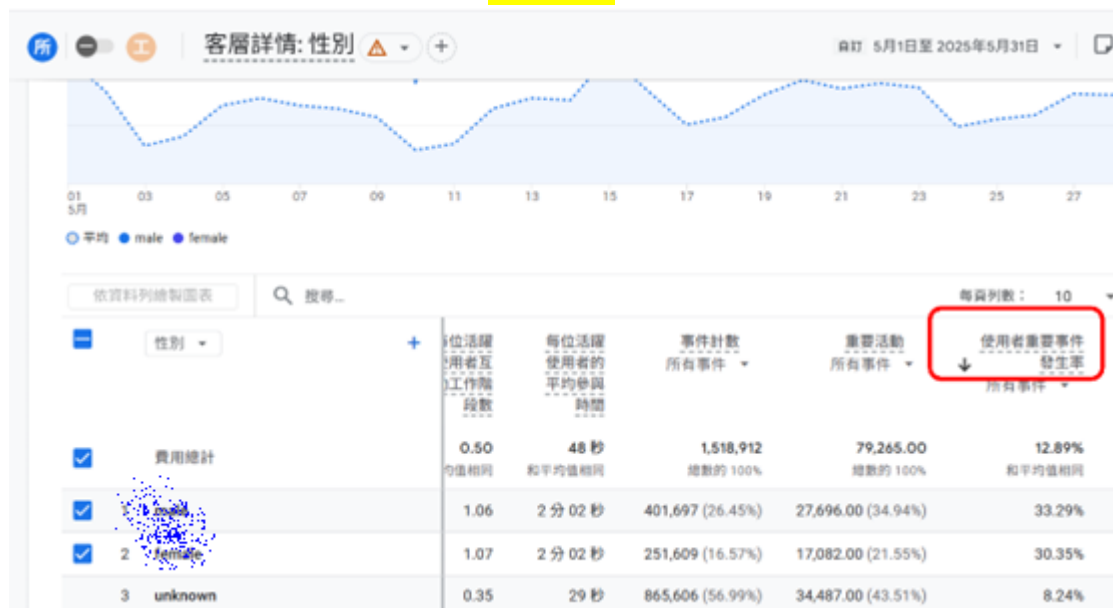 所 工 客層詳情: 性別 自訂 5月1日至 2025年5月31日
01 03 05 07 09 11 13 15 17 19 21 23 25 27
5月
平均 male female
依資料列繪製圖表 搜尋... 每頁列數: 10
性別 + 位活躍 每位活躍 事件計數 重要活動 使用者重要事件
使用者互 使用者的 所有事件 所有事件 發生率
工作階 平均參與 所有事件
段數 時間
費用總計 0.50 48 秒 1,518,912 79,265.00 12.89%
均值相同 和平均值相同 總數的 100% 總數的 100% 和平均值相同
1 male 1.06 2 分 02 秒 401,697 (26.45%) 27,696.00 (34.94%) 33.29%
2 female 1.07 2 分 02 秒 251,609 (16.57%) 17,082.00 (21.55%) 30.35%
3 unknown 0.35 29 秒 865,606 (56.99%) 34,487.00 (43.51%) 8.24%